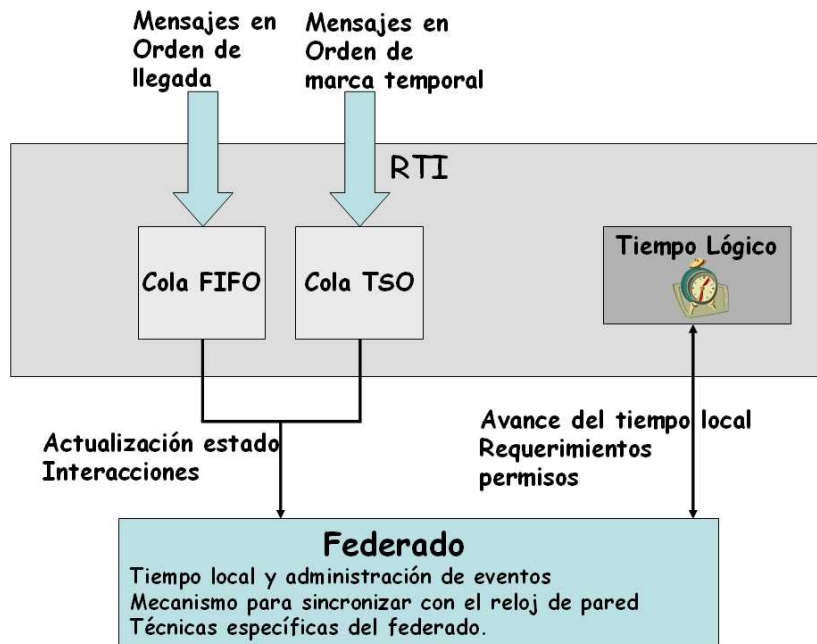 Mensajes en
Orden de
llegada
Mensajes en
Orden de
marca temporal
RTI
Cola FIFO
Cola TSO
Tiempo Lógico
Actualización estado
Interacciones
Avance del tiempo local
Requerimientos
permisos
Federado
Tiempo local y administración de eventos
Mecanismo para sincronizar con el reloj de pared
Técnicas específicas del federado.